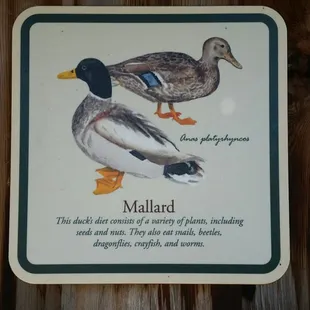 Anas platyrhyncos
Mallard
This duck's diet consists of a variety of plants, including
seeds and nuts. They also eat snails, beetles,
dragonflies, crayfish, and worms.